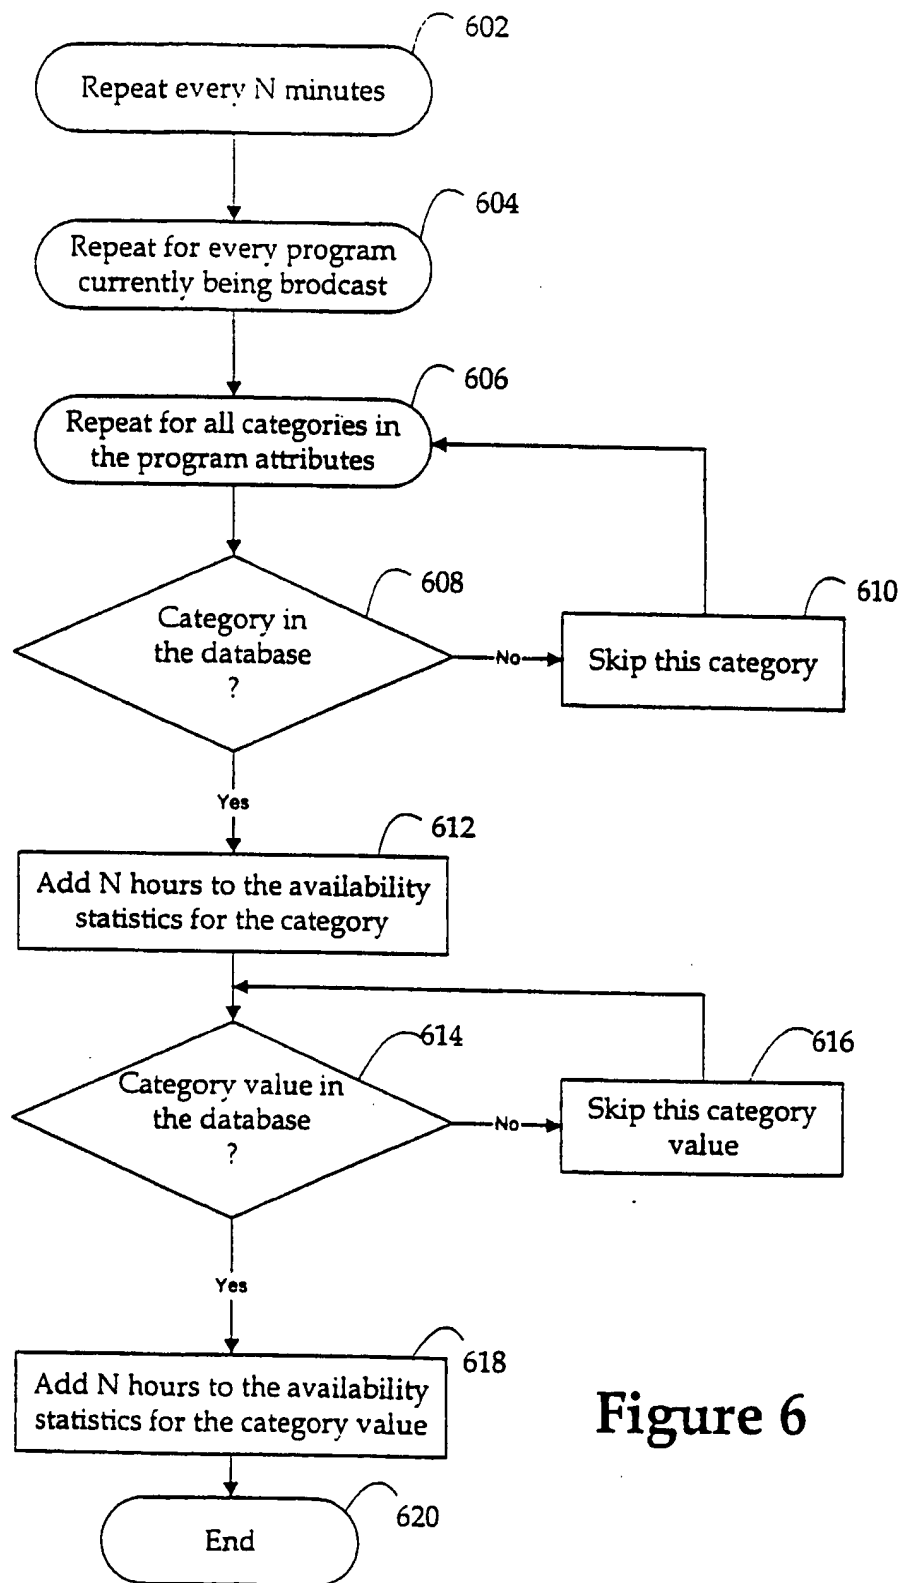 602
Repeat every N minutes
604
Repeat for every program
currently being brodcast
606
Repeat for all categories in
the program attributes
608
Category in
the database
?
No
610
Skip this category
Yes
612
Add N hours to the availability
statistics for the category
614
Category value in
the database
?
No
616
Skip this category
value
Yes
618
Add N hours to the availability
statistics for the category value
Figure 6
620
End